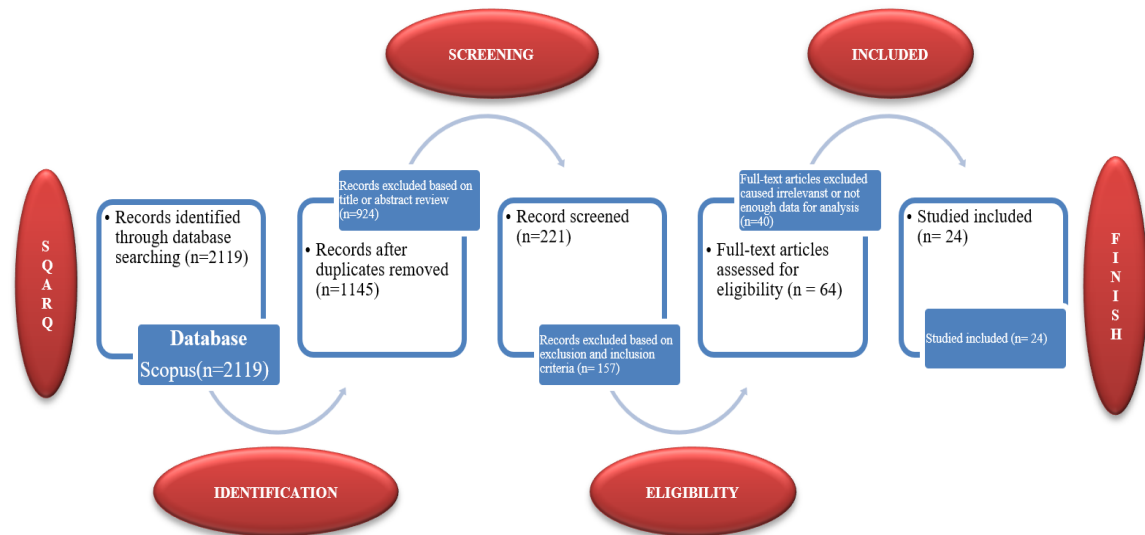 SCREENING
INCLUDED
S
Q
A
R
Q
• Records identified
through database
searching (n=2119)
Database
Scopus(n=2119)
IDENTIFICATION
Records excluded based on
title or abstract review
(n=924)
• Records after
duplicates removed
(n=1145)
• Record screened
(n=221)
Records excluded based on
exclusion and inclusion
criteria (n= 157)
ELIGIBILITY
Full-text articles excluded
caused irrelevanst or not
enough data for analysis
(n=40)
• Full-text articles
assessed for
eligibility (n = 64)
• Studied included
(n= 24)
Studied included (n= 24)
F
I
N
I
S
H